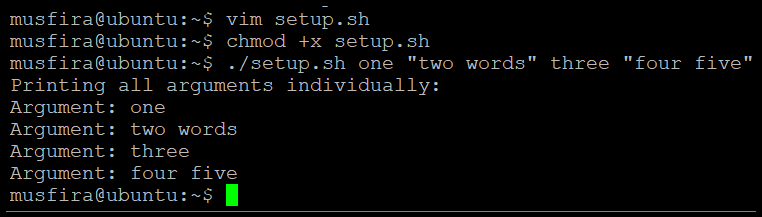 musfira@ubuntu:~$ vim setup.sh
musfira@ubuntu:~$ chmod +x setup.sh
musfira@ubuntu:~$ ./setup.sh one "two words" three "four five"
Printing all arguments individually:
Argument: one
Argument: two words
Argument: three
Argument: four five
musfira@ubuntu:~$